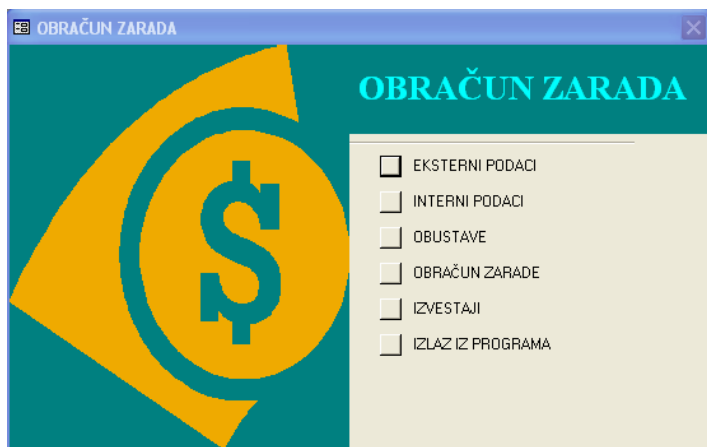 OBRAČUN ZARADA
OBRAČUN ZARADA
EKSTERNI PODACI
INTERNI PODACI
OBUSTAVE
OBRAČUN ZARADE
IZVESTAJI
IZLAZ IZ PROGRAMA